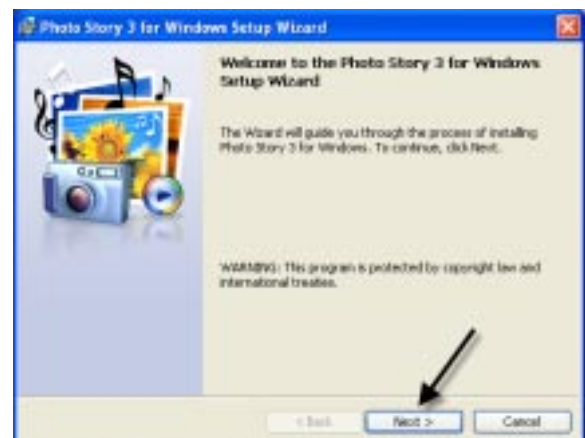 Photo Story 3 for Windows Setup Wizard
Welcome to the Photo Story 3 for Windows
Setup Wizard
The Wizard will guide you through the process of installing
Photo Story 3 for Windows. To continue, click Next.
WARNING: This program is protected by copyright law and
international treaties.
< Back
Next >
Cancel